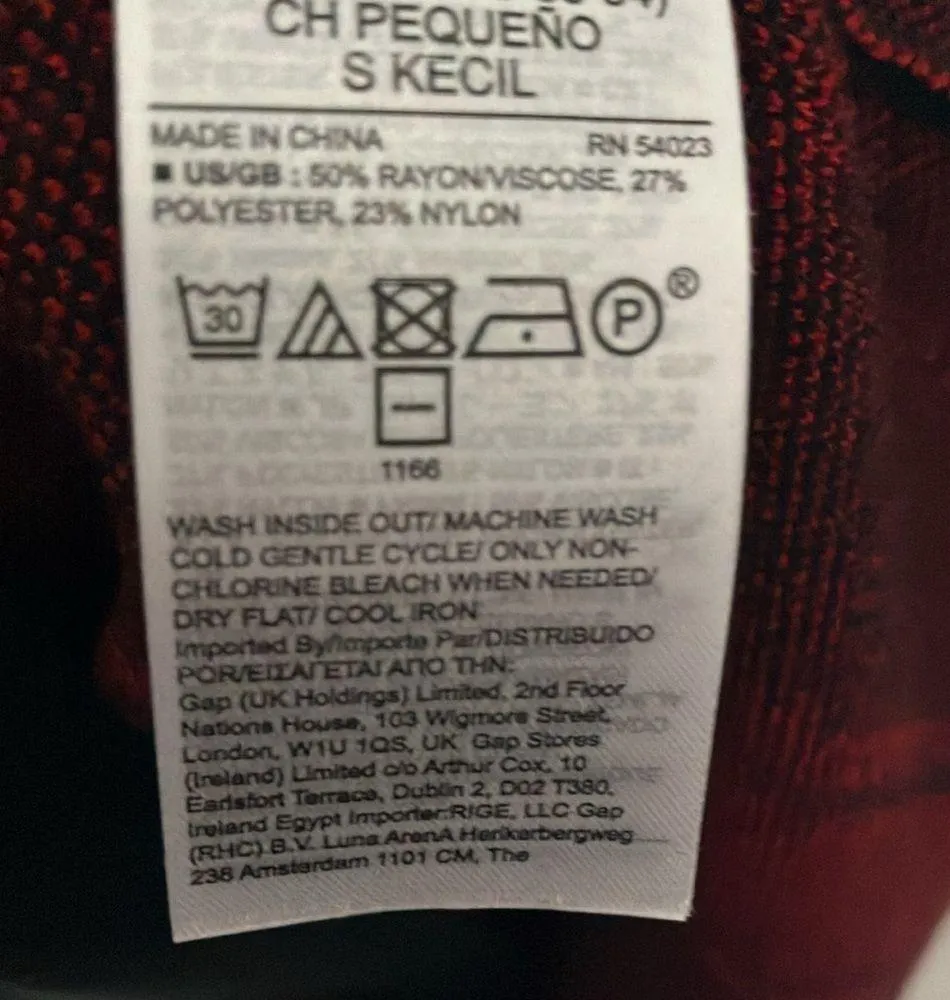 CH PEQUEÑO
S KECIL
MADE IN CHINA RN 54023
■ US/GB : 50% RAYON/VISCOSE, 27%
POLYESTER, 23% NYLON
30 P ®
1166
WASH INSIDE OUT/ MACHINE WASH
COLD GENTLE CYCLE/ ONLY NON-
CHLORINE BLEACH WHEN NEEDED/
DRY FLAT/ COOL IRON
Imported By/Importe Par/DISTRIBUIDO
POR/ΕΙΣΑΓΕΤΑΙ ΑΠΟ ΤΗΝ:
Gap (UK Holdings) Limited, 2nd Floor
Nations House, 103 Wigmore Street,
London, W1U 1QS, UK Gap Stores
(Ireland) Limited c/o Arthur Cox, 10
Earlsfort Terrace, Dublin 2, D02 T380,
Ireland Egypt Importer:RIGE, LLC Gap
(RHC) B.V. Luna ArenA Herikerbergweg
238 Amsterdam 1101 CM, The